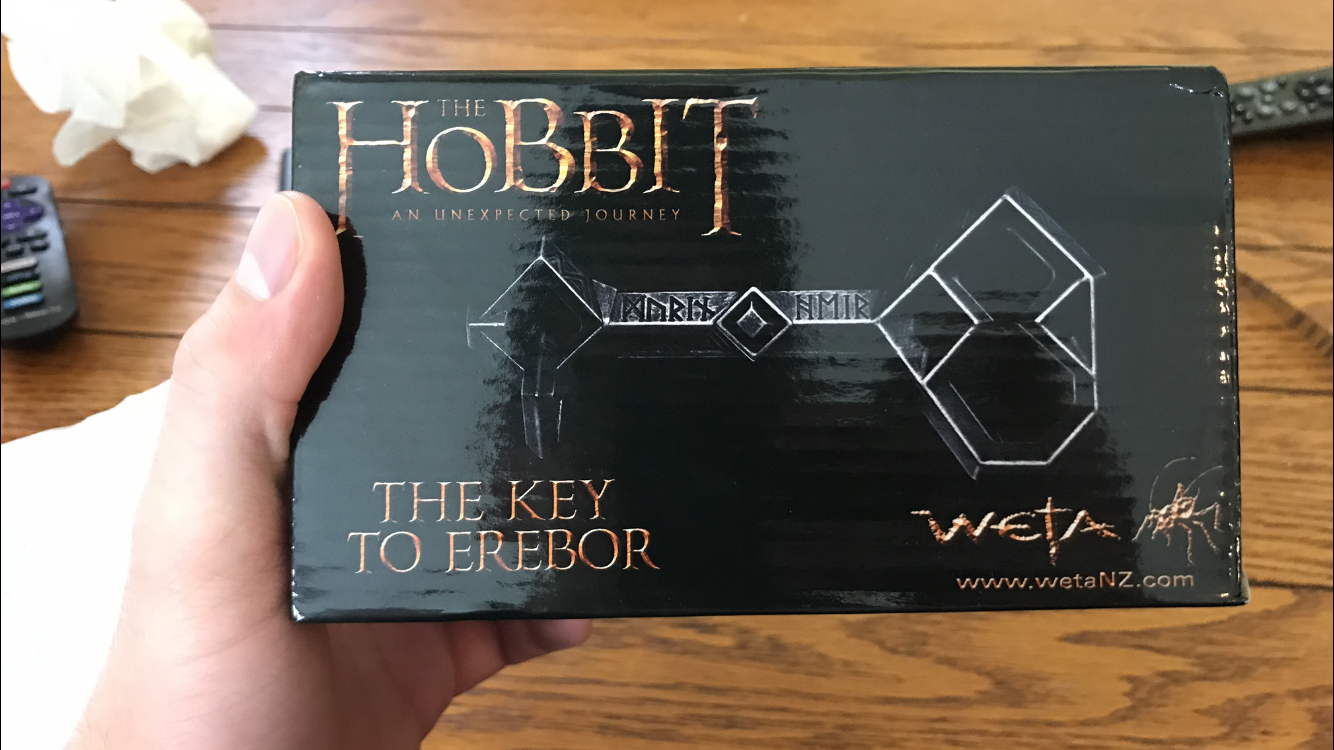 THE
HOBBIT
AN UNEXPECTED JOURNEY
THE KEY
TO EREBOR
WETA
www.wetaNZ.com